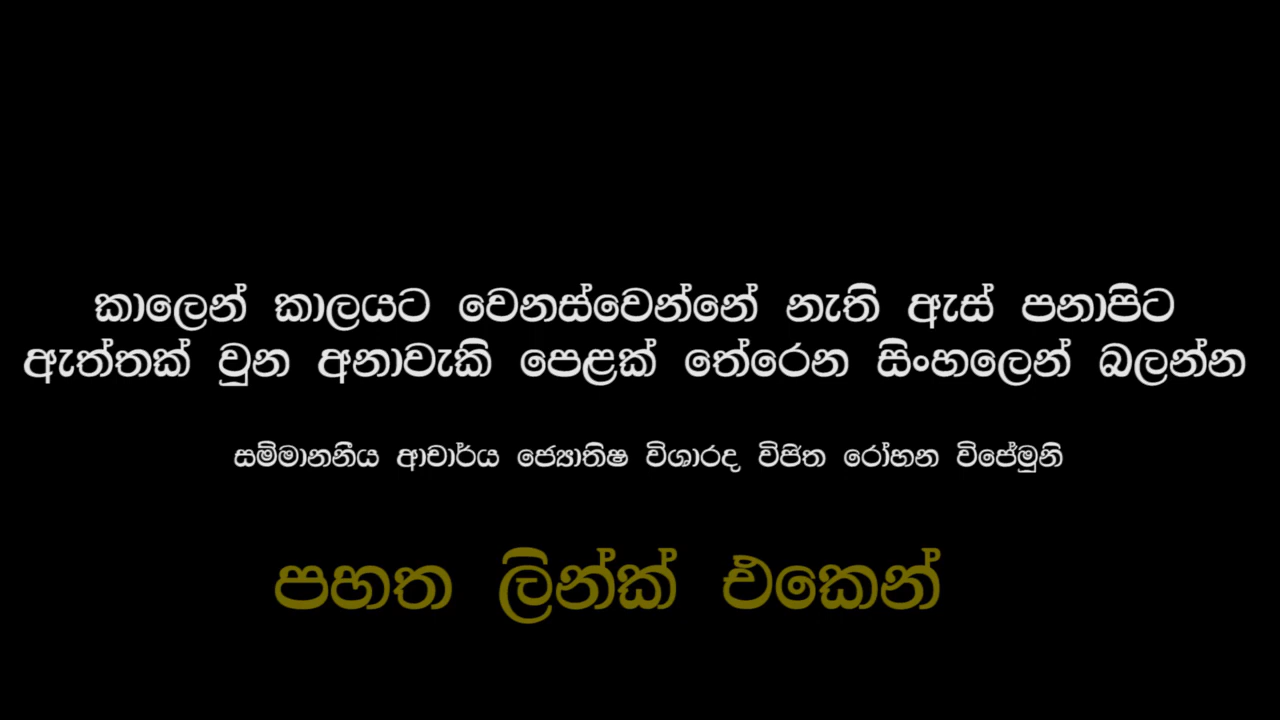 කාලෙන් කාලයට වෙනස්වෙන්නේ නැති ඇස් පනාපිට
ඇත්තක් වුන අනාවැකි පෙළක් තේරෙන සිංහලෙන් බලන්න
සම්මානනීය ආචාර්ය ජ්‍යොතිෂ විශාරද විජිත රෝහන විජේමුනි
පහත ලින්ක් එකෙන්